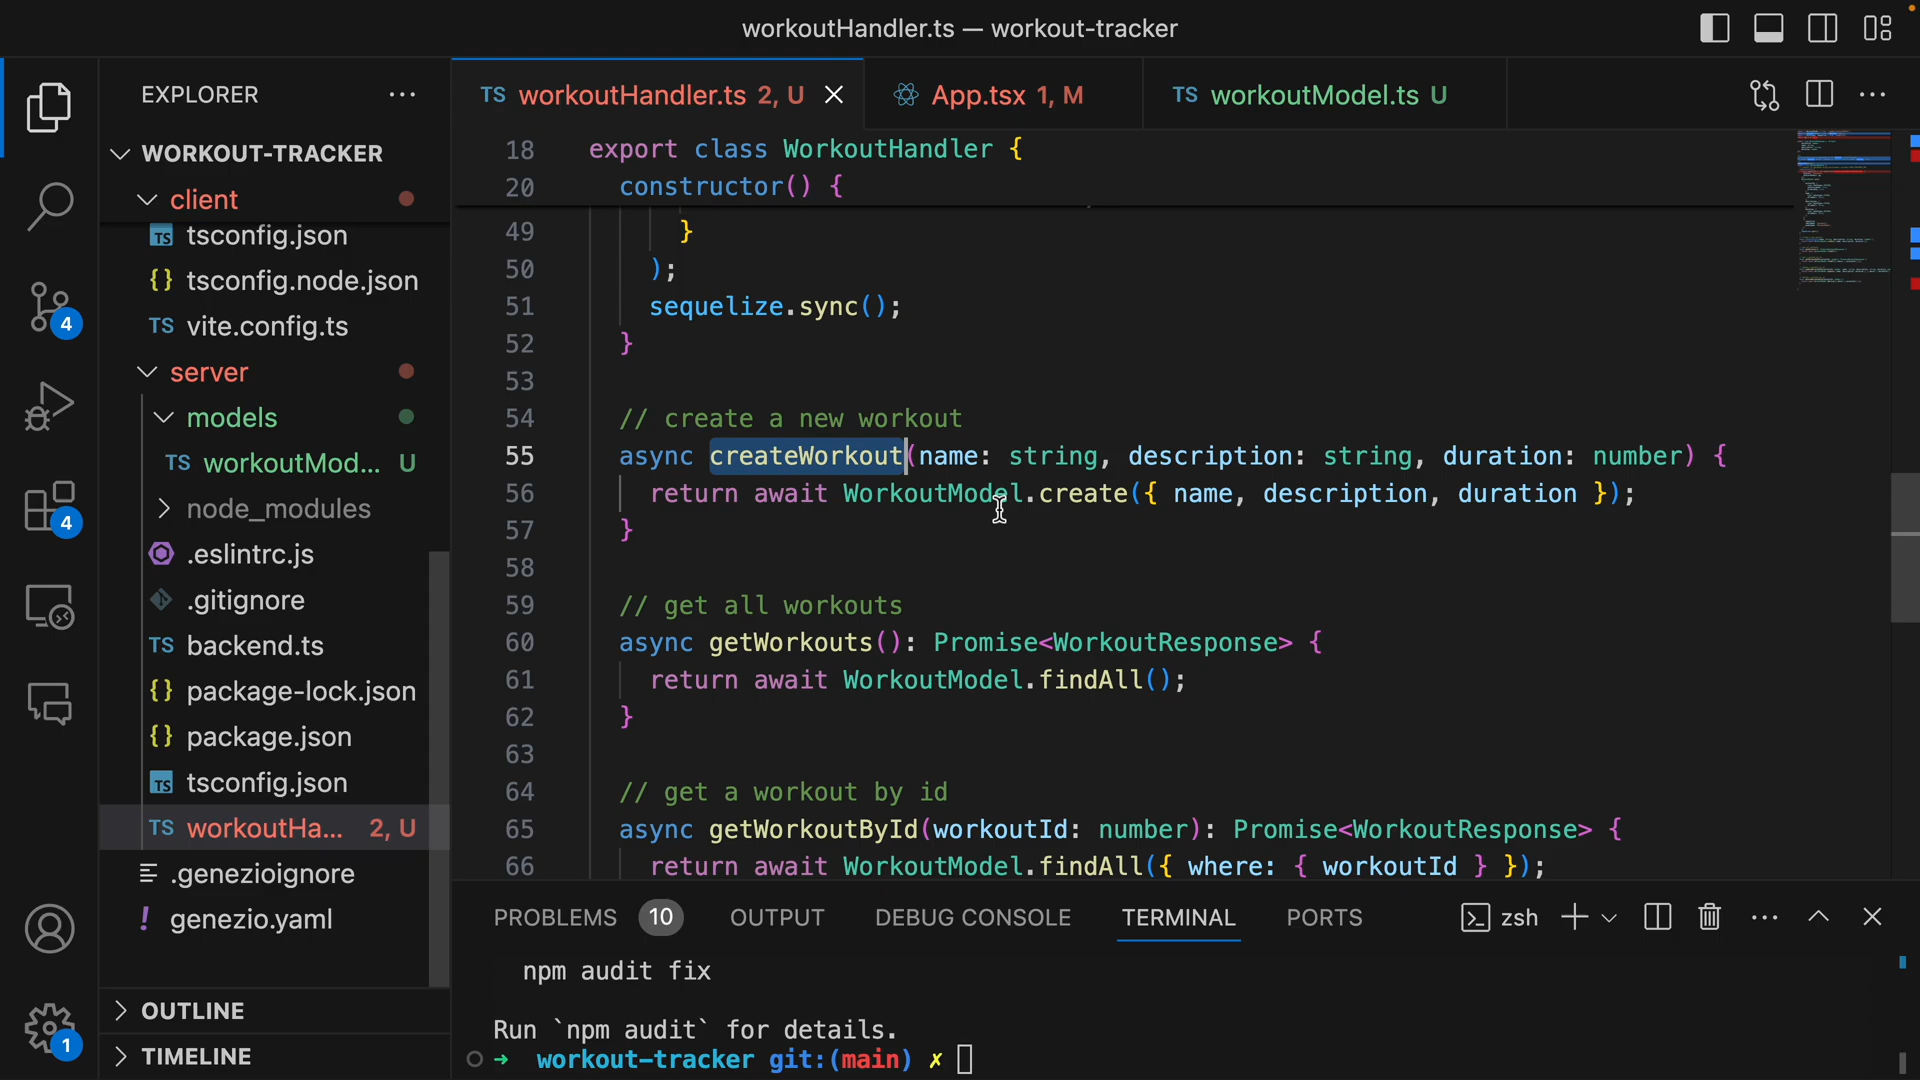 workoutHandler.ts — workout-tracker
EXPLORER
WORKOUT-TRACKER
client
tsconfig.json
tsconfig.node.json
vite.config.ts
server
models
workoutMod... U
node_modules
.eslintrc.js
.gitignore
backend.ts
package-lock.json
package.json
tsconfig.json
workoutHa... 2, U
.genezioignore
genezio.yaml
OUTLINE
TIMELINE
4
4
1
TS workoutHandler.ts 2, U
App.tsx 1, M
TS workoutModel.ts U
18 export class WorkoutHandler {
20 constructor() {
49 }
50 );
51 sequelize.sync();
52 }
53
54 // create a new workout
55 async createWorkout(name: string, description: string, duration: number) {
56 return await WorkoutModel.create({ name, description, duration });
57 }
58
59 // get all workouts
60 async getWorkouts(): Promise<WorkoutResponse> {
61 return await WorkoutModel.findAll();
62 }
63
64 // get a workout by id
65 async getWorkoutById(workoutId: number): Promise<WorkoutResponse> {
66 return await WorkoutModel.findAll({ where: { workoutId } });
PROBLEMS 10 OUTPUT DEBUG CONSOLE TERMINAL PORTS zsh
npm audit fix
Run `npm audit` for details.
➜ workout-tracker git:(main) ✗